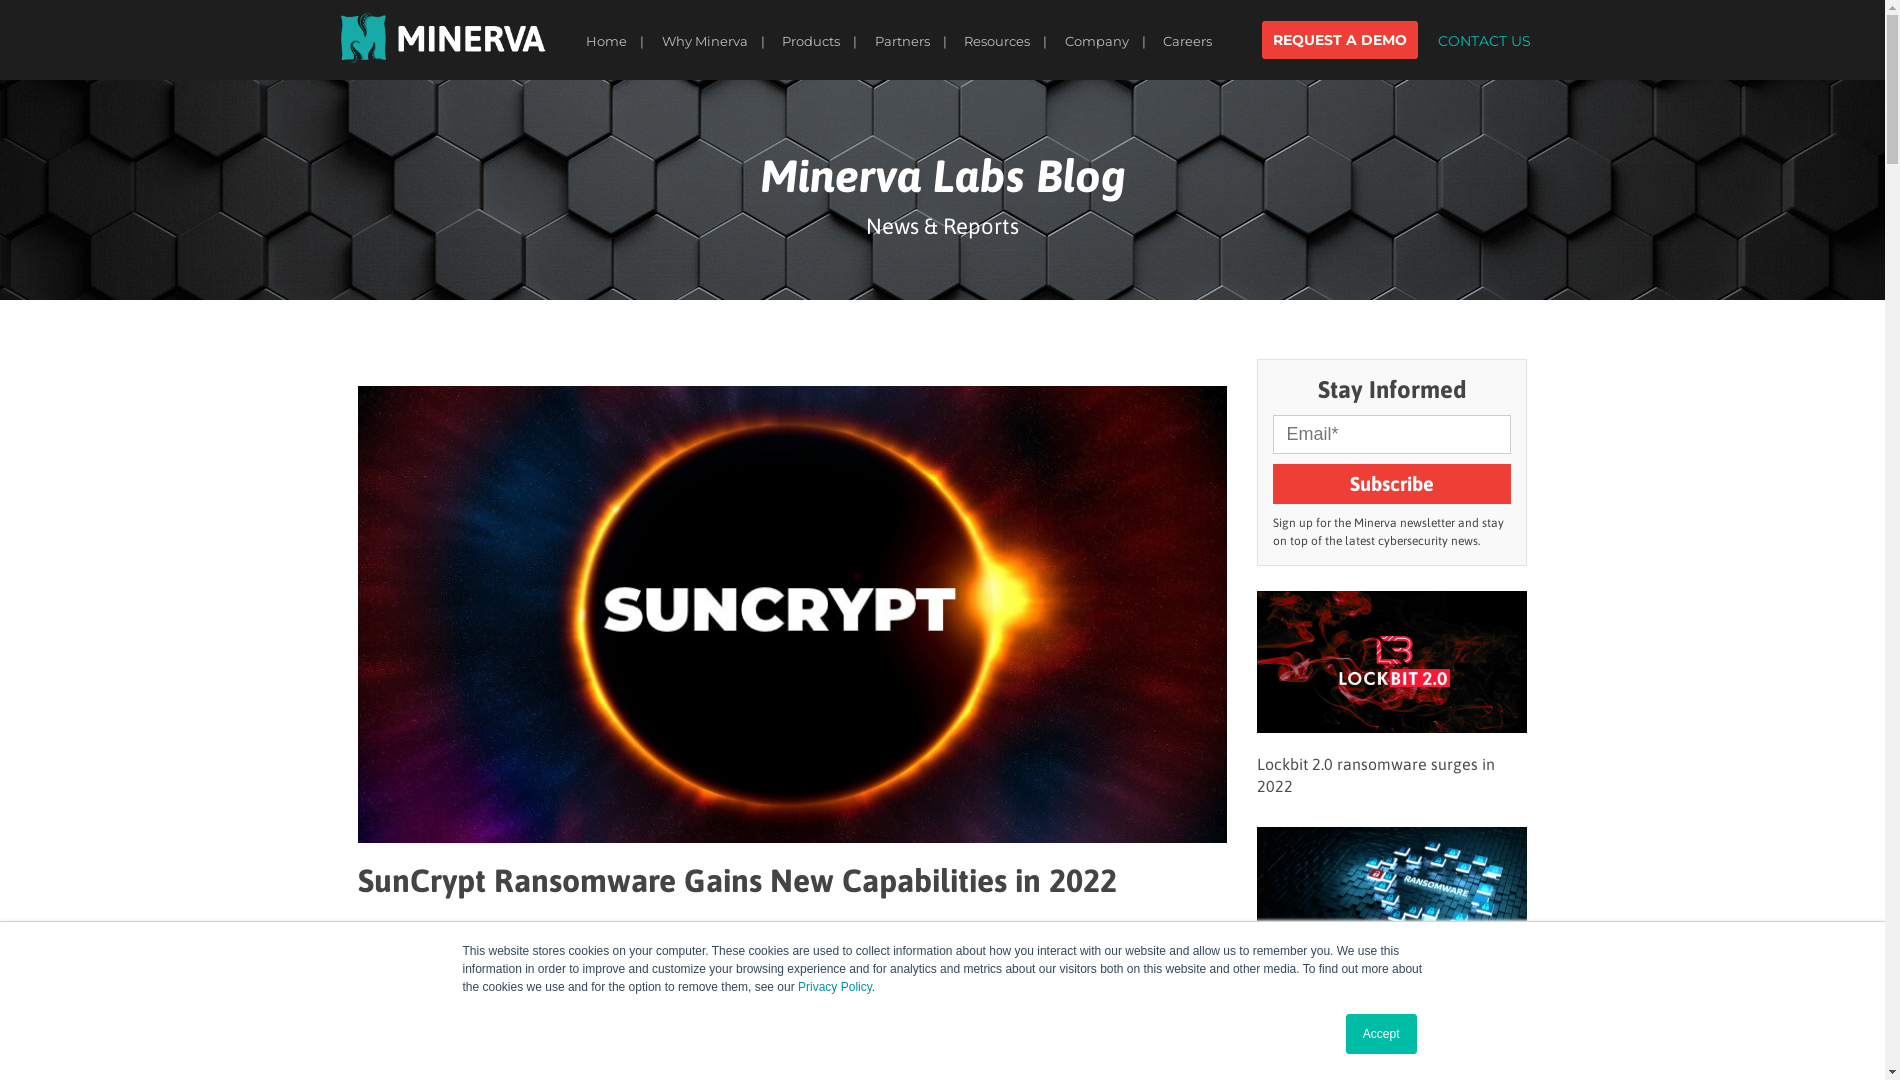 MINERVA
Home | Why Minerva | Products | Partners | Resources | Company | Careers
REQUEST A DEMO
CONTACT US
Minerva Labs Blog
News & Reports
SUNCRYPT
SunCrypt Ransomware Gains New Capabilities in 2022
Stay Informed
Email*
Subscribe
Sign up for the Minerva newsletter and stay
on top of the latest cybersecurity news.
LB
LOCKBIT 2.0
Lockbit 2.0 ransomware surges in
2022
RANSOMWARE
This website stores cookies on your computer. These cookies are used to collect information about how you interact with our website and allow us to remember you. We use this
information in order to improve and customize your browsing experience and for analytics and metrics about our visitors both on this website and other media. To find out more about
the cookies we use and for the option to remove them, see our Privacy Policy.
Accept